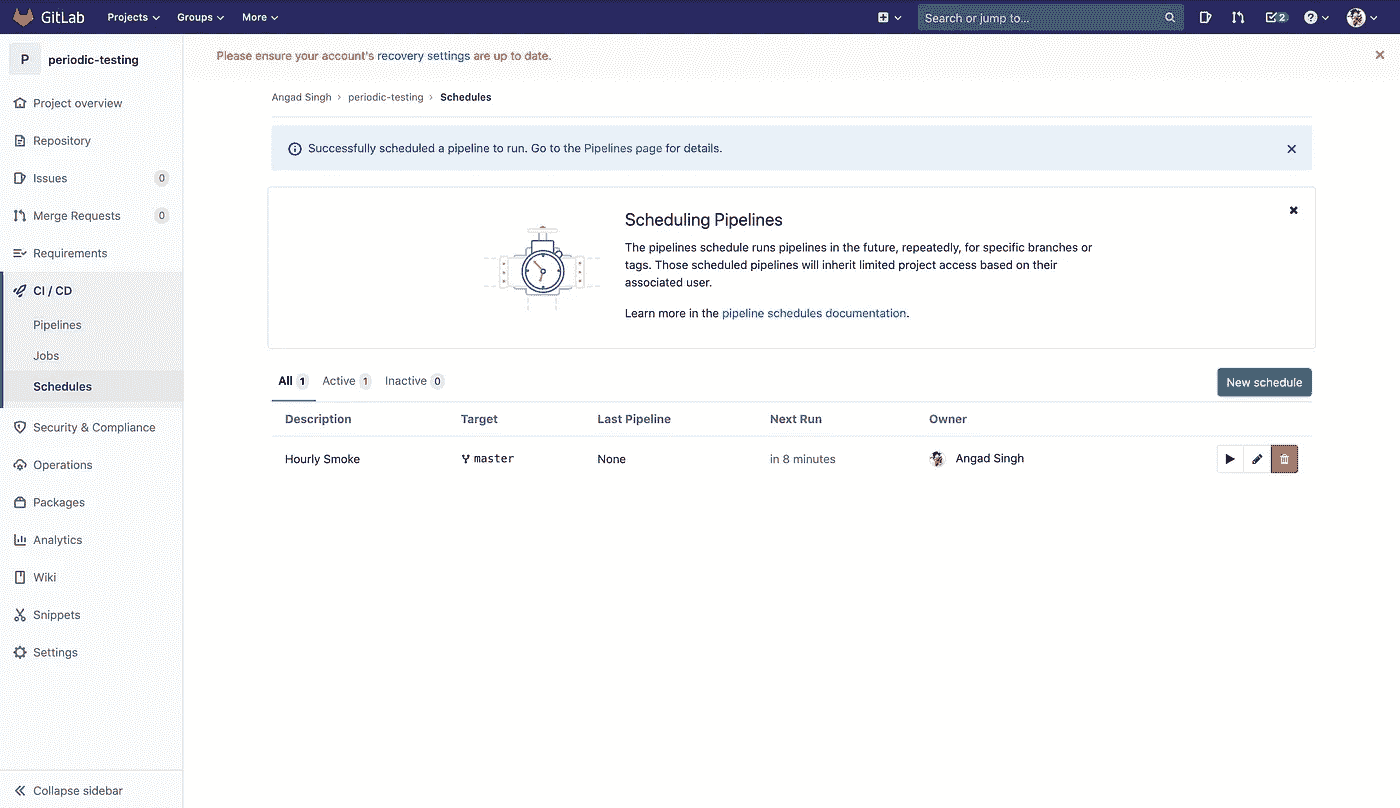 GitLab Projects Groups More Search or jump to... 2
P periodic-testing
Please ensure your account's recovery settings are up to date.
Project overview
Repository
Issues 0
Merge Requests 0
Requirements
CI / CD
Pipelines
Jobs
Schedules
Security & Compliance
Operations
Packages
Analytics
Wiki
Snippets
Settings
Collapse sidebar
Angad Singh › periodic-testing › Schedules
Successfully scheduled a pipeline to run. Go to the Pipelines page for details.
Scheduling Pipelines
The pipelines schedule runs pipelines in the future, repeatedly, for specific branches or
tags. Those scheduled pipelines will inherit limited project access based on their
associated user.
Learn more in the pipeline schedules documentation.
All 1 Active 1 Inactive 0 New schedule
Description Target Last Pipeline Next Run Owner
Hourly Smoke master None in 8 minutes Angad Singh